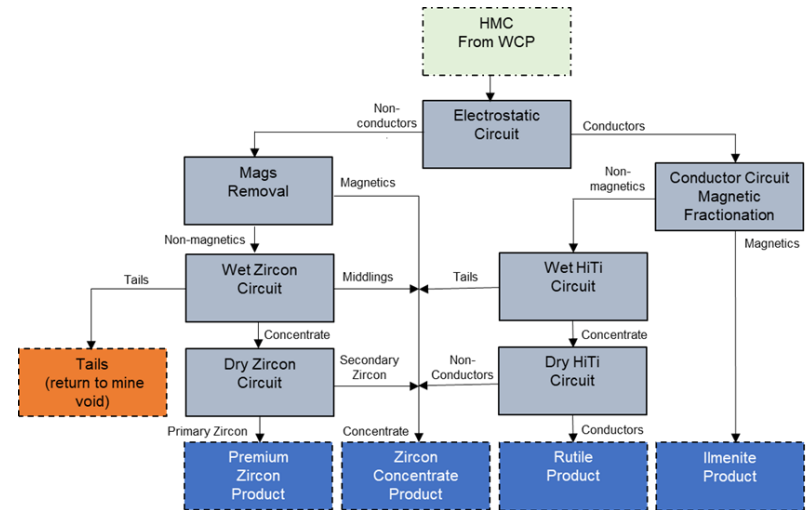 HMC
From WCP
Non-
conductors
Electrostatic
Circuit
Conductors
Mags
Removal
Magnetics
Non-
magnetics
Conductor Circuit
Magnetic
Fractionation
Non-magnetics
Magnetics
Tails
Wet Zircon
Circuit
Middlings
Tails
Wet HiTi
Circuit
Concentrate
Concentrate
Tails
(return to mine
void)
Dry Zircon
Circuit
Secondary
Zircon
Non-
Conductors
Dry HiTi
Circuit
Primary Zircon
Concentrate
Conductors
Premium
Zircon
Product
Zircon
Concentrate
Product
Rutile
Product
Ilmenite
Product